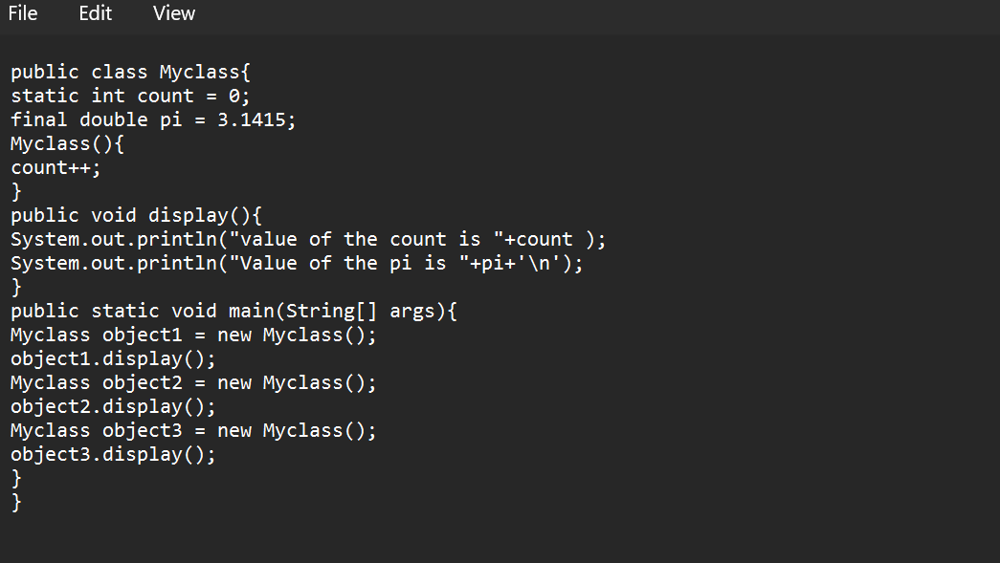 File Edit View
public class Myclass{
static int count = 0;
final double pi = 3.1415;
Myclass(){
count++;
}
public void display(){
System.out.println("value of the count is "+count );
System.out.println("Value of the pi is "+pi+'\n');
}
public static void main(String[] args){
Myclass object1 = new Myclass();
object1.display();
Myclass object2 = new Myclass();
object2.display();
Myclass object3 = new Myclass();
object3.display();
}
}